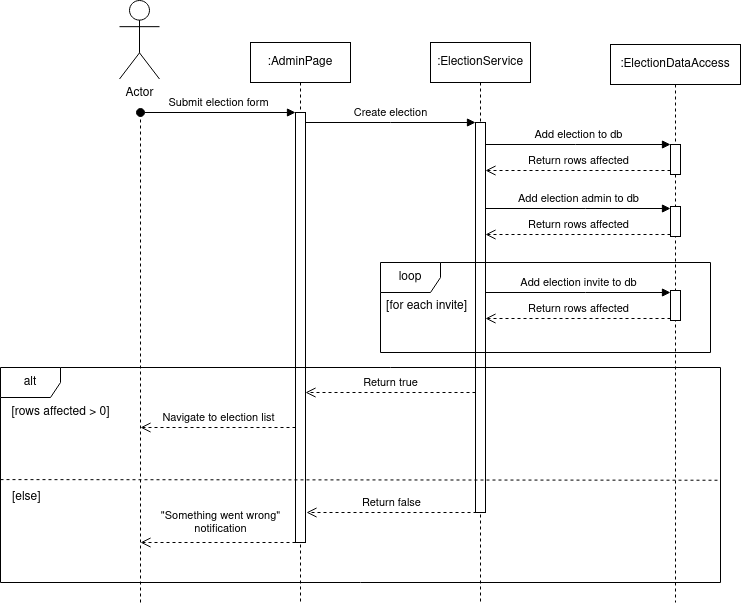 :AdminPage
:ElectionService
:ElectionDataAccess
Actor
Submit election form
Create election
Add election to db
Return rows affected
Add election admin to db
Return rows affected
loop
[for each invite]
Add election invite to db
Return rows affected
alt
[rows affected > 0]
Return true
Navigate to election list
[else]
Return false
"Something went wrong"
notification